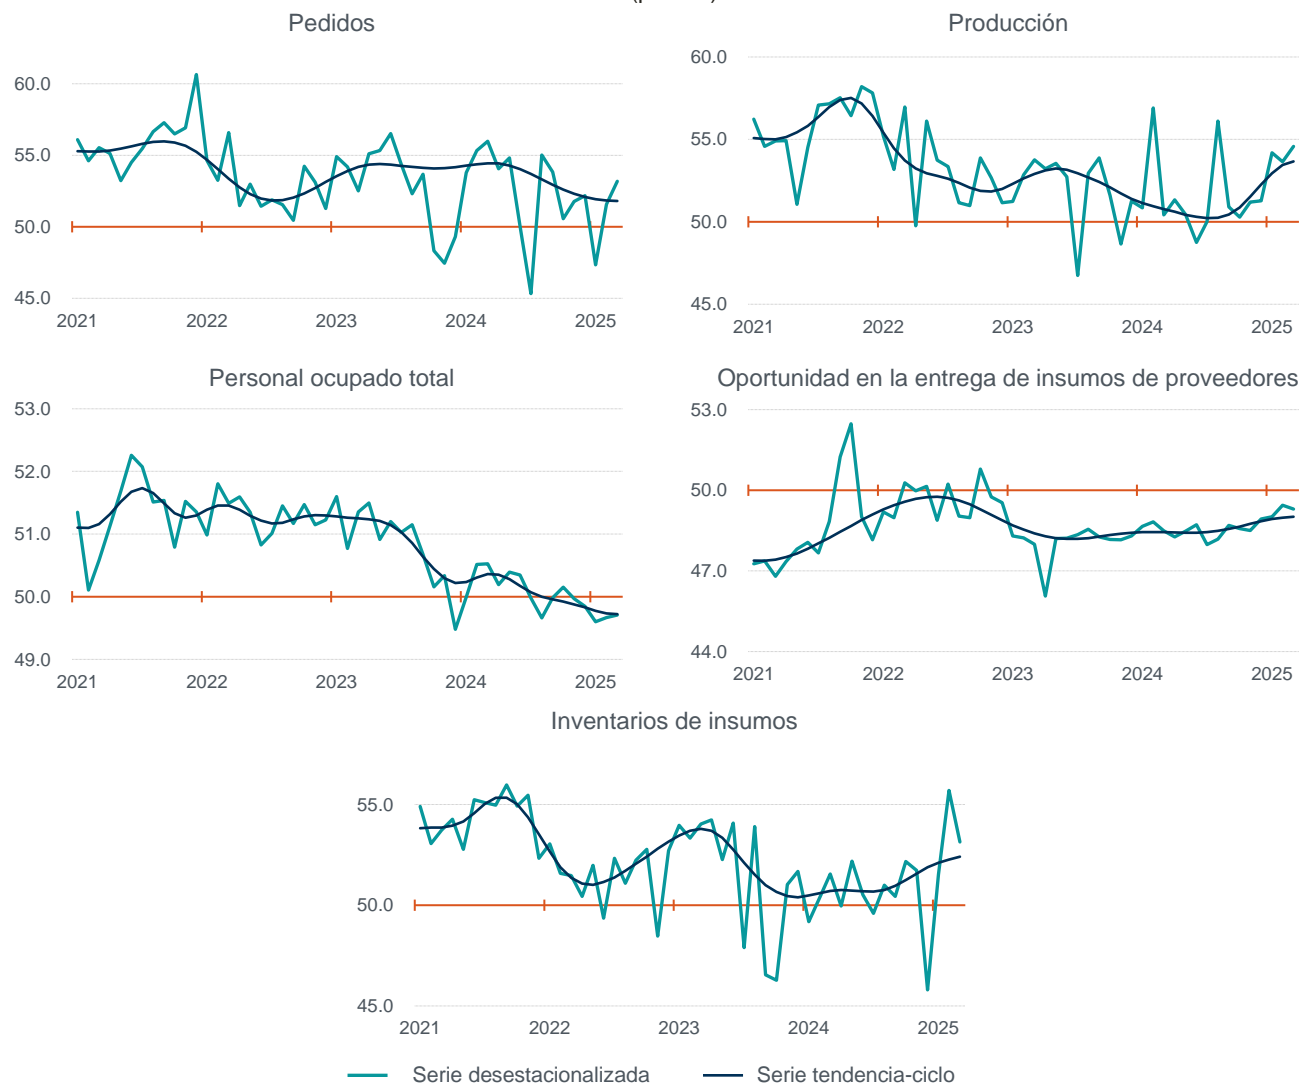 Pedidos
60.0
55.0
50.0
45.0
2021 2022 2023 2024 2025
Producción
60.0
55.0
50.0
45.0
2021 2022 2023 2024 2025
Personal ocupado total
53.0
52.0
51.0
50.0
49.0
2021 2022 2023 2024 2025
Oportunidad en la entrega de insumos de proveedores
53.0
50.0
47.0
44.0
2021 2022 2023 2024 2025
Inventarios de insumos
55.0
50.0
45.0
2021 2022 2023 2024 2025
Serie desestacionalizada Serie tendencia-ciclo